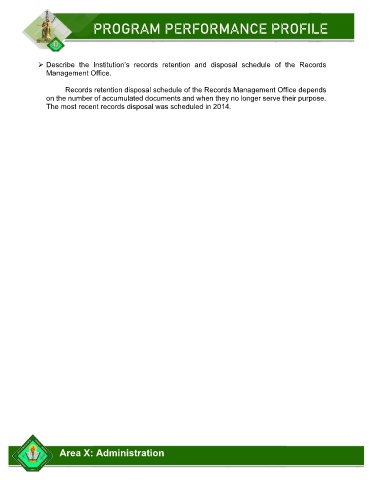 PROGRAM PERFORMANCE PROFILE
➢ Describe the Institution's records retention and disposal schedule of the Records
Management Office.
Records retention disposal schedule of the Records Management Office depends
on the number of accumulated documents and when they no longer serve their purpose.
The most recent records disposal was scheduled in 2014.
Area X: Administration